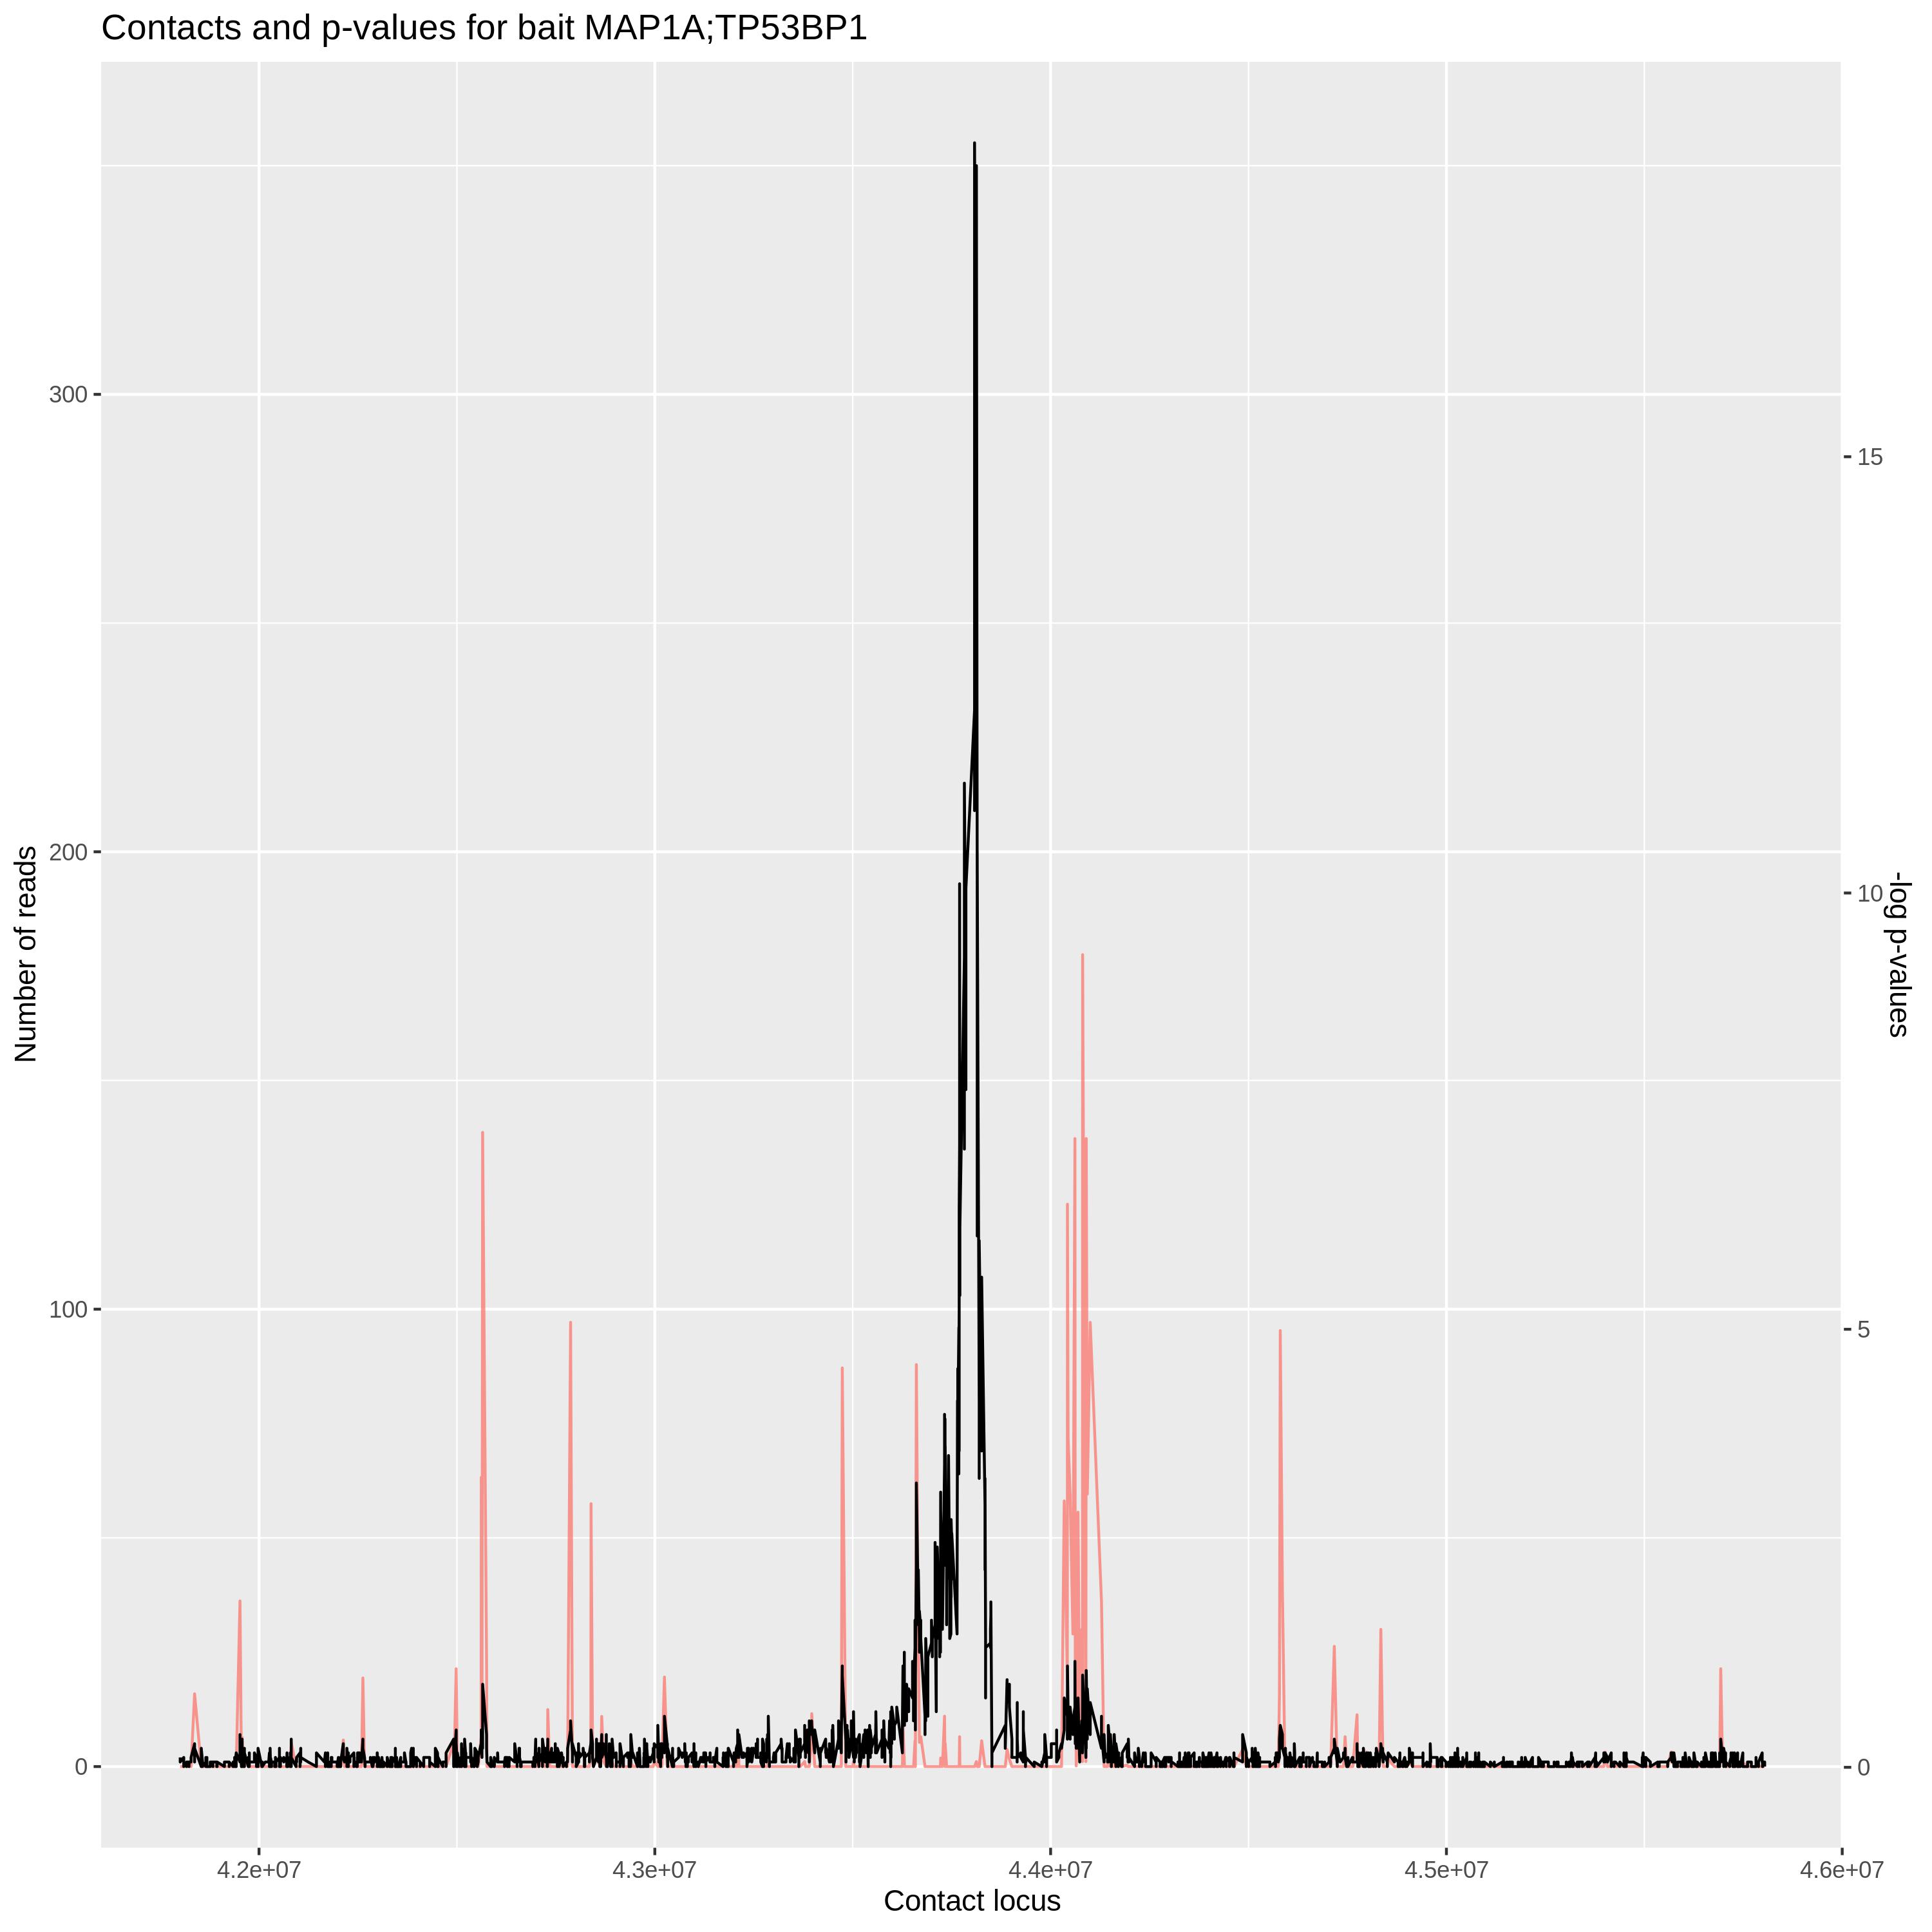 Contacts and p-values for bait MAP1A;TP53BP1
300
200
100
0
Number of reads
15
10
5
0
-log p-values
4.2e+07
4.3e+07
4.4e+07
4.5e+07
4.6e+07
Contact locus